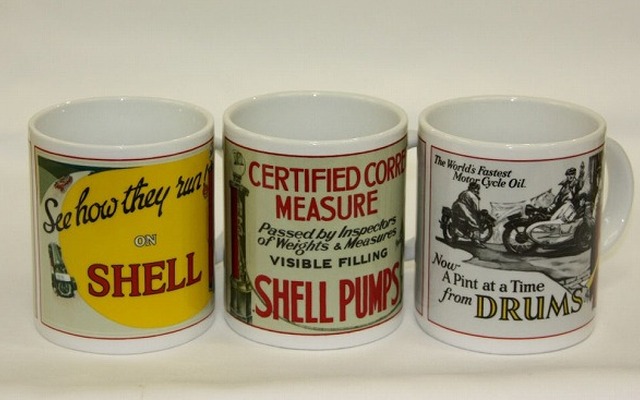 See how they run!
ON
SHELL
CERTIFIED CORRE
MEASURE
Passed by Inspectors
of Weights & Measures
VISIBLE FILLING
SHELL PUMPS
The World's Fastest
Motor Cycle Oil.
Now—
A Pint at a Time
from DRUMS